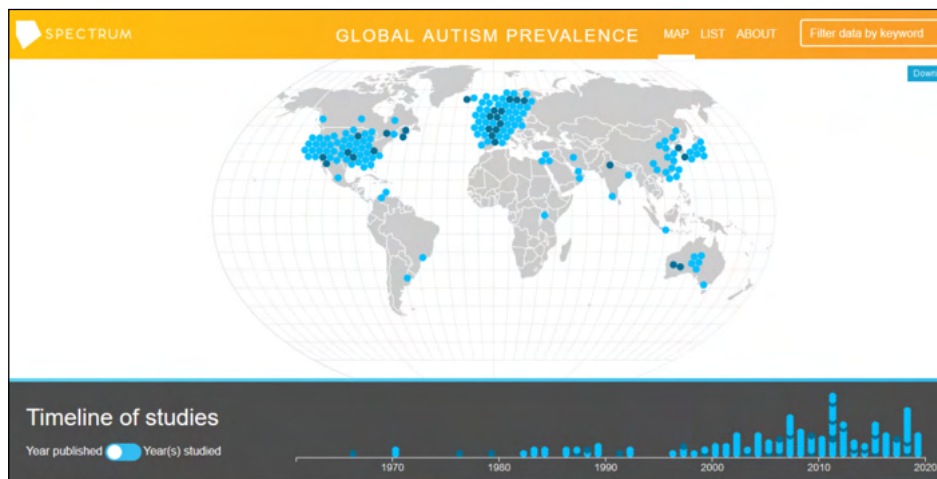 SPECTRUM
GLOBAL AUTISM PREVALENCE
MAP LIST ABOUT
Filter data by keyword
Down
Timeline of studies
Year published Year(s) studied
1970 1980 1990 2000 2010 2020